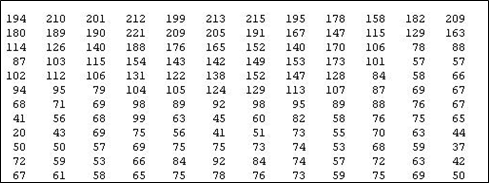 194 210 201 212 199 213 215 195 178 158 182 209
180 189 190 221 209 205 191 167 147 115 129 163
114 126 140 188 176 165 152 140 170 106 78 88
87 103 115 154 143 142 149 153 173 101 57 57
102 112 106 131 122 138 152 147 128 84 58 66
94 95 79 104 105 124 129 113 107 87 69 67
68 71 69 98 89 92 98 95 89 88 76 67
41 56 68 99 63 45 60 82 58 76 75 65
20 43 69 75 56 41 51 73 55 70 63 44
50 50 57 69 75 75 73 74 53 68 59 37
72 59 53 66 84 92 84 74 57 72 63 42
67 61 58 65 75 78 76 73 59 75 69 50